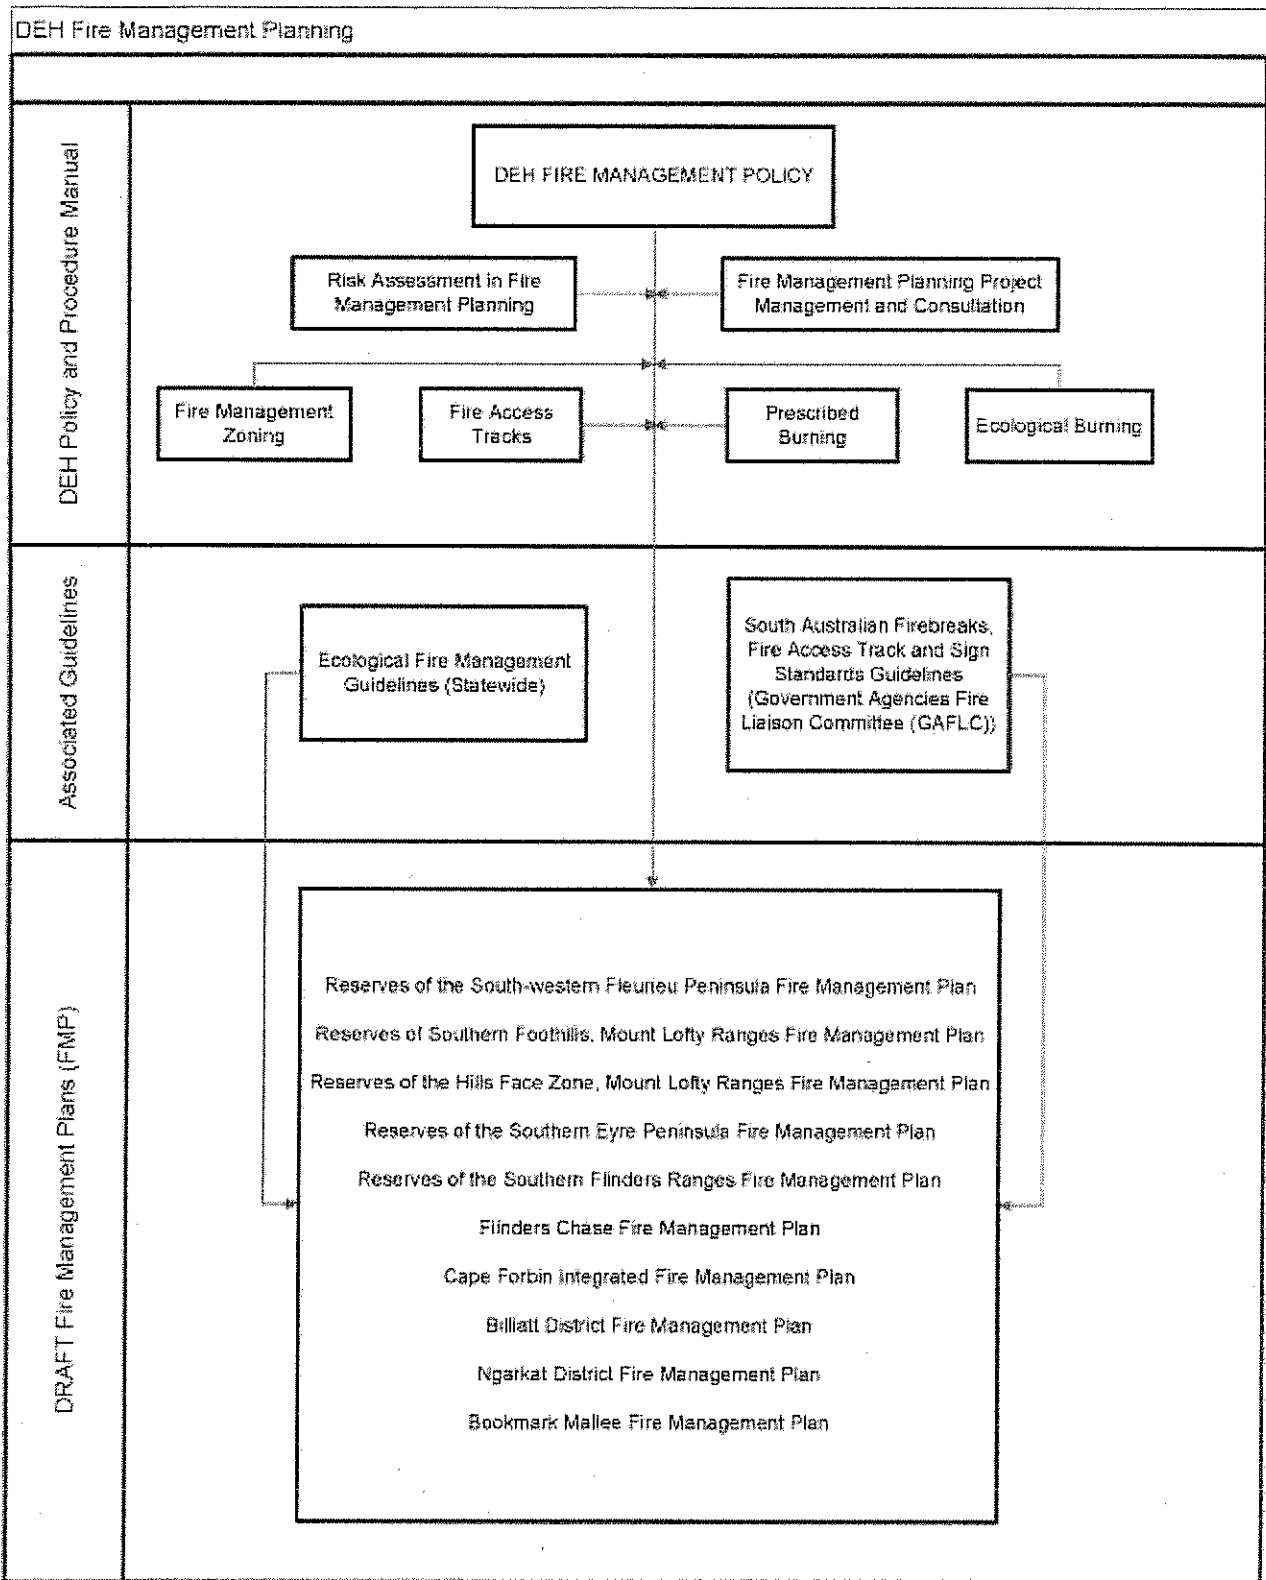 DEH Fire Management Planning
DEH Policy and Procedure Manual
DEH FIRE MANAGEMENT POLICY
Risk Assessment in Fire
Management Planning
Fire Management Planning Project
Management and Consultation
Fire Management
Zoning
Fire Access
Tracks
Prescribed
Burning
Ecological Burning
Associated Guidelines
Ecological Fire Management
Guidelines (Statewide)
South Australian Firebreaks,
Fire Access Track and Sign
Standards Guidelines
(Government Agencies Fire
Liaison Committee (GAFLC))
DRAFT Fire Management Plans (FMP)
Reserves of the South-western Fleurieu Peninsula Fire Management Plan
Reserves of Southern Foothills, Mount Lofty Ranges Fire Management Plan
Reserves of the Hills Face Zone, Mount Lofty Ranges Fire Management Plan
Reserves of the Southern Eyre Peninsula Fire Management Plan
Reserves of the Southern Flinders Ranges Fire Management Plan
Flinders Chase Fire Management Plan
Cape Forbin Integrated Fire Management Plan
Billiatt District Fire Management Plan
Ngarkat District Fire Management Plan
Bookmark Mallee Fire Management Plan